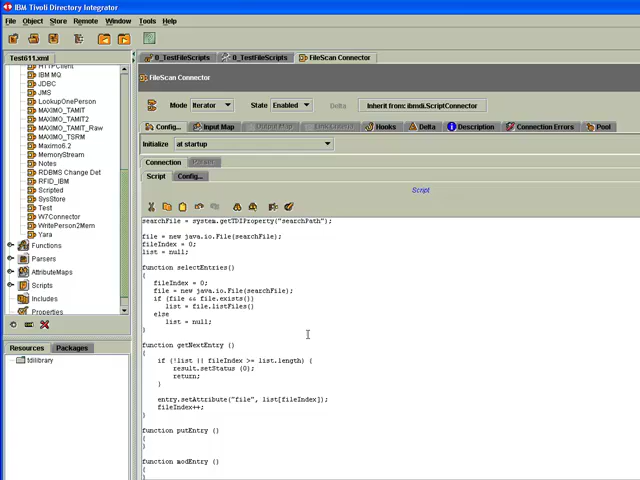 IBM Tivoli Directory Integrator
File Object Store Remote Window Tools Help
Test611.xml
0_TestFileScripts 0_TestFileScripts FileScan Connector
FileScan Connector
Mode Iterator State Enabled Delta Inherit from: ibmdi.ScriptConnector
Config... Input Map Output Map Link Criteria Hooks Delta Description Connection Errors Pool
Initialize at startup
Connection Parser
Script Config...
Script
HTTPClient
IBM MQ
JDBC
JMS
LookupOnePerson
MAXIMO_TAMIT
MAXIMO_TAMIT2
MAXIMO_TAMIT_Raw
MAXIMO_TSRM
Maximo6.2
MemoryStream
Notes
RDBMS Change Det
RFID_IBM
Scripted
SysStore
Test
W7Connector
WritePerson2Mem
Yara
Functions
Parsers
AttributeMaps
Scripts
Includes
Properties
Resources Packages
tdilibrary
searchFile = system.getTDIProperty("searchPath");
file = new java.io.File(searchFile);
fileIndex = 0;
list = null;
function selectEntries()
{
fileIndex = 0;
file = new java.io.File(searchFile);
if (file && file.exists())
list = file.listFiles()
else
list = null;
}
function getNextEntry ()
{
if (!list || fileIndex >= list.length) {
result.setStatus (0);
return;
}
entry.setAttribute("file", list[fileIndex]);
fileIndex++;
}
function putEntry ()
{
}
function modEntry ()
{